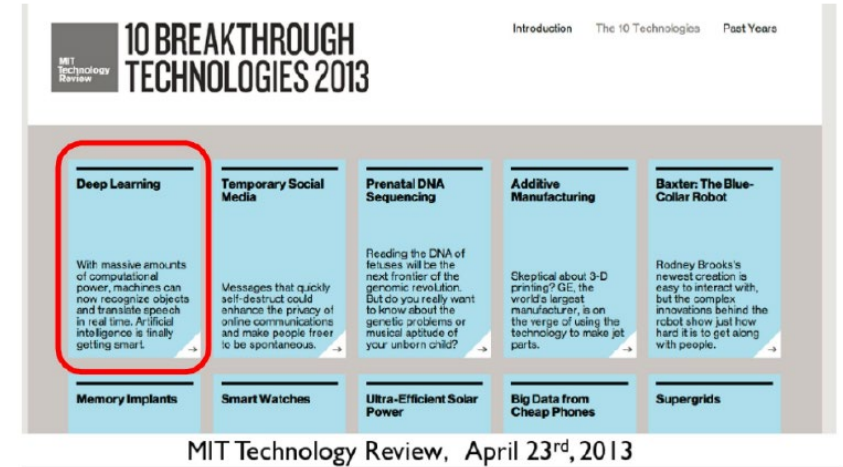 MIT
Technology
Review
10 BREAKTHROUGH
TECHNOLOGIES 2013
Introduction The 10 Technologies Past Years
Deep Learning
With massive amounts
of computational
power, machines can
now recognize objects
and translate speech
in real time. Artificial
intelligence is finally
getting smart.
→
Temporary Social
Media
Messages that quickly
self-destruct could
enhance the privacy of
online communications
and make people freer
to be spontaneous.
→
Prenatal DNA
Sequencing
Reading the DNA of
fetuses will be the
next frontier of the
genomic revolution.
But do you really want
to know about the
genetic problems or
musical aptitude of
your unborn child?
→
Additive
Manufacturing
Skeptical about 3-D
printing? GE, the
world's largest
manufacturer, is on
the verge of using the
technology to make jet
parts.
→
Baxter: The Blue-
Collar Robot
Rodney Brooks's
newest creation is
easy to interact with,
but the complex
innovations behind the
robot show just how
hard it is to get along
with people.
→
Memory Implants
Smart Watches
Ultra-Efficient Solar
Power
Big Data from
Cheap Phones
Supergrids
MIT Technology Review, April 23rd, 2013